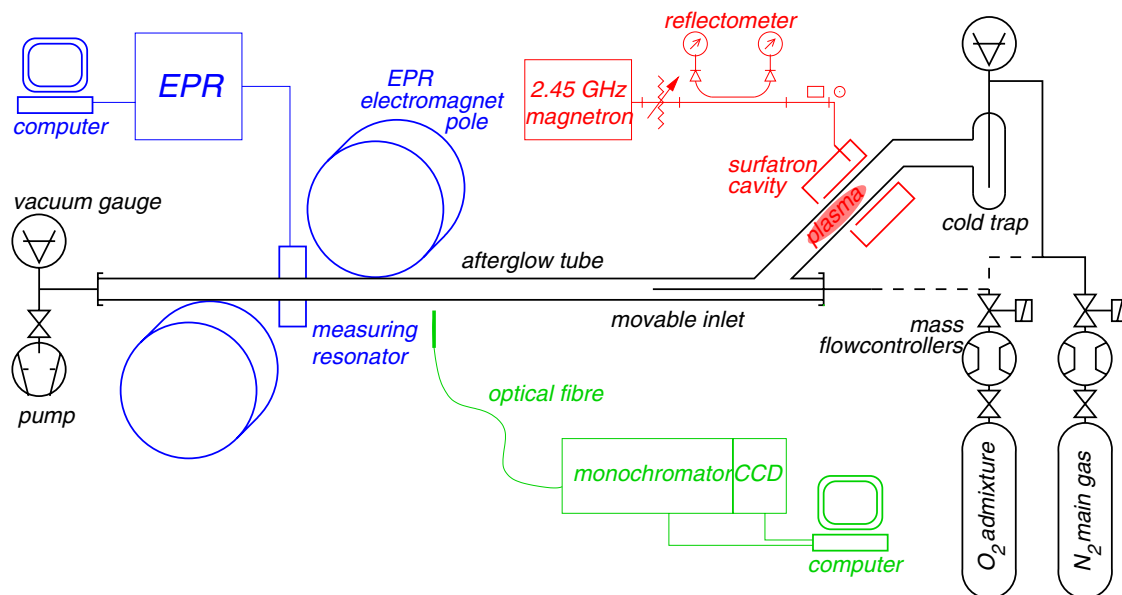 reflectometer
EPR
computer
EPR
electromagnet
pole
2.45 GHz
magnetron
surfatron
cavity
plasma
cold trap
vacuum gauge
afterglow tube
movable inlet
mass
flowcontrollers
measuring
resonator
pump
optical fibre
monochromator
CCD
computer
O2 admixture
N2 main gas